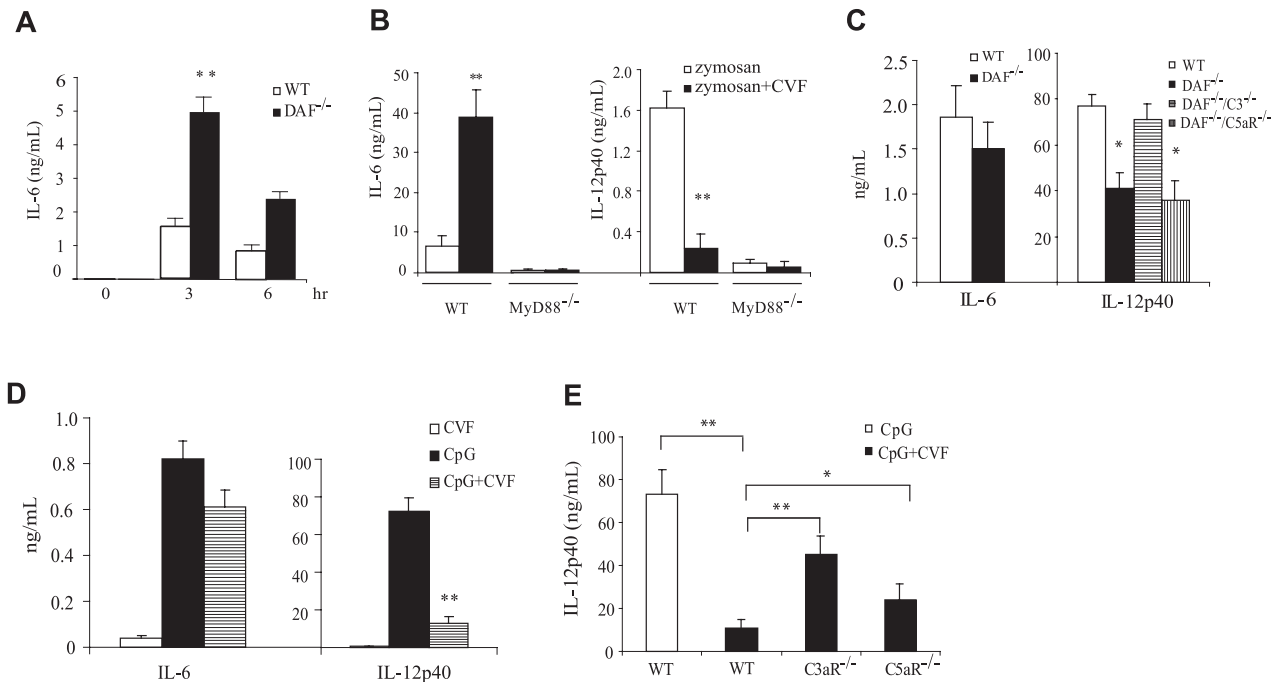 A
IL-6 (ng/mL)
6
5
4
3
2
1
0
**
WT
DAF-/-
0 3 6 hr
B
IL-6 (ng/mL)
50
40
30
20
10
0
**
WT MyD88-/-
IL-12p40 (ng/mL)
1.6
1.2
0.8
0.4
2.0
zymosan
zymosan+CVF
**
WT MyD88-/-
C
ng/mL
2.5
2.0
1.5
1.0
0.5
0
WT
DAF-/-
IL-6
100
80
60
40
20
WT
DAF-/-
DAF-/-/C3-/-
DAF-/-/C5aR-/-
*
*
IL-12p40
D
ng/mL
1.0
0.8
0.6
0.4
0.2
0
IL-6
100
80
60
40
20
CVF
CpG
CpG+CVF
**
IL-12p40
E
IL-12p40 (ng/mL)
100
80
60
40
20
0
CpG
CpG+CVF
**
*
**
WT WT C3aR-/- C5aR-/-